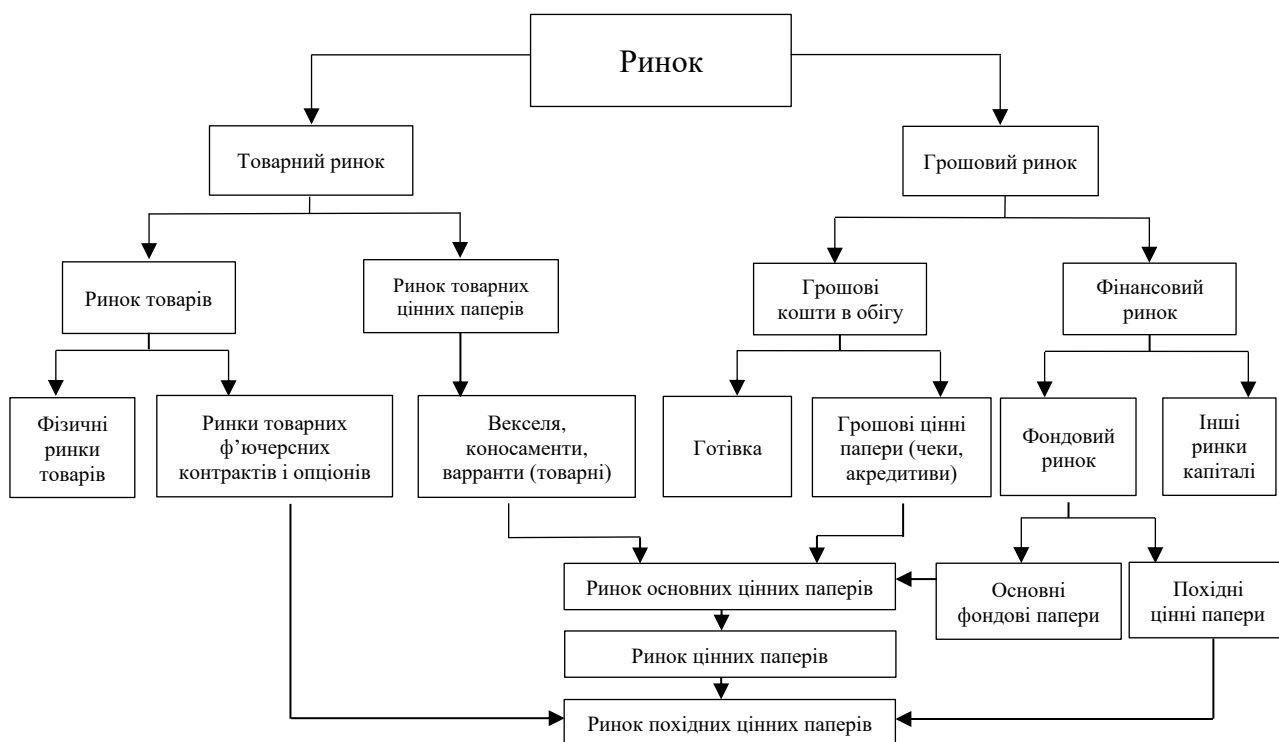 Ринок
Товарний ринок
Грошовий ринок
Ринок товарів
Ринок товарних
цінних паперів
Грошові
кошти в обігу
Фінансовий
ринок
Фізичні
ринки
товарів
Ринки товарних
ф’ючерсних
контрактів і опціонів
Векселя,
коносаменти,
варранти (товарні)
Готівка
Грошові цінні
папери (чеки,
акредитиви)
Фондовий
ринок
Інші
ринки
капіталі
Ринок основних цінних паперів
Основні
фондові папери
Похідні
цінні папери
Ринок цінних паперів
Ринок похідних цінних паперів